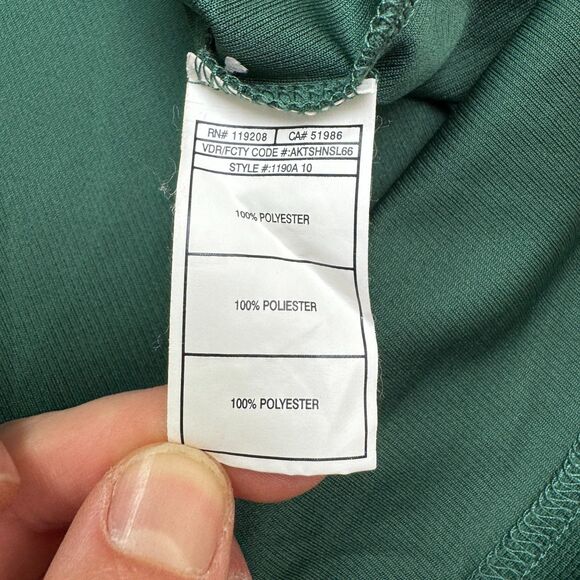 RN# 119208 CA# 51986
VDR/FCTY CODE #:AKTSHNSL66
STYLE #:1190A 10
100% POLYESTER
100% POLIESTER
100% POLYESTER